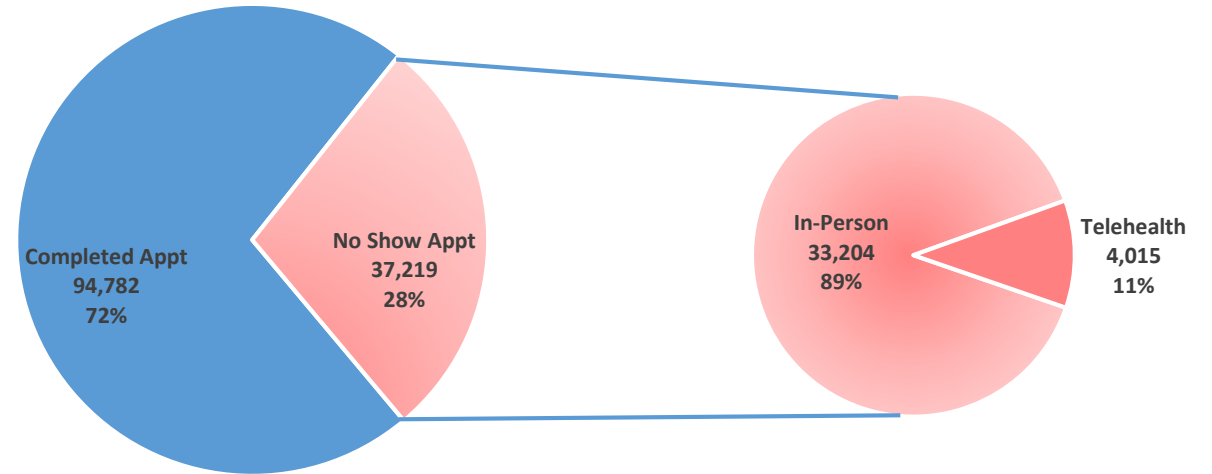 Completed Appt
94,782
72%
No Show Appt
37,219
28%
In-Person
33,204
89%
Telehealth
4,015
11%